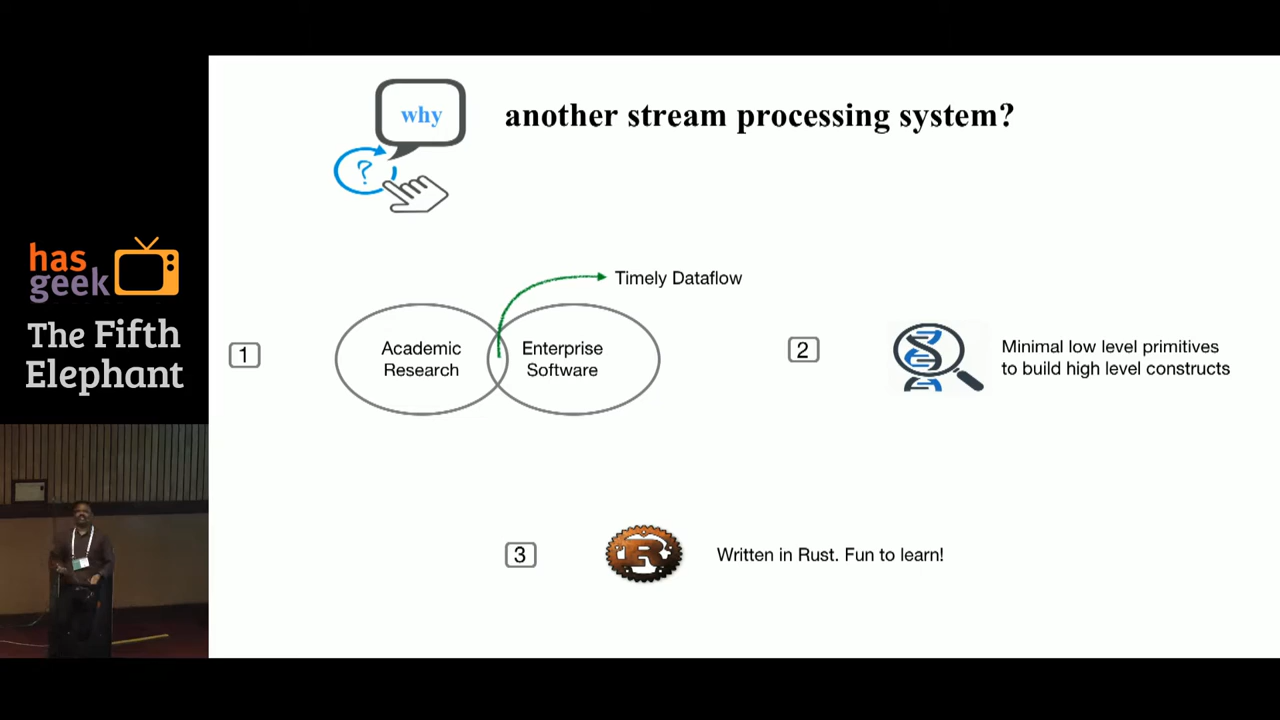 why
another stream processing system?
?
has
geek
The Fifth
Elephant
Timely Dataflow
1
Academic
Research
Enterprise
Software
2
Minimal low level primitives
to build high level constructs
3
R
Written in Rust. Fun to learn!